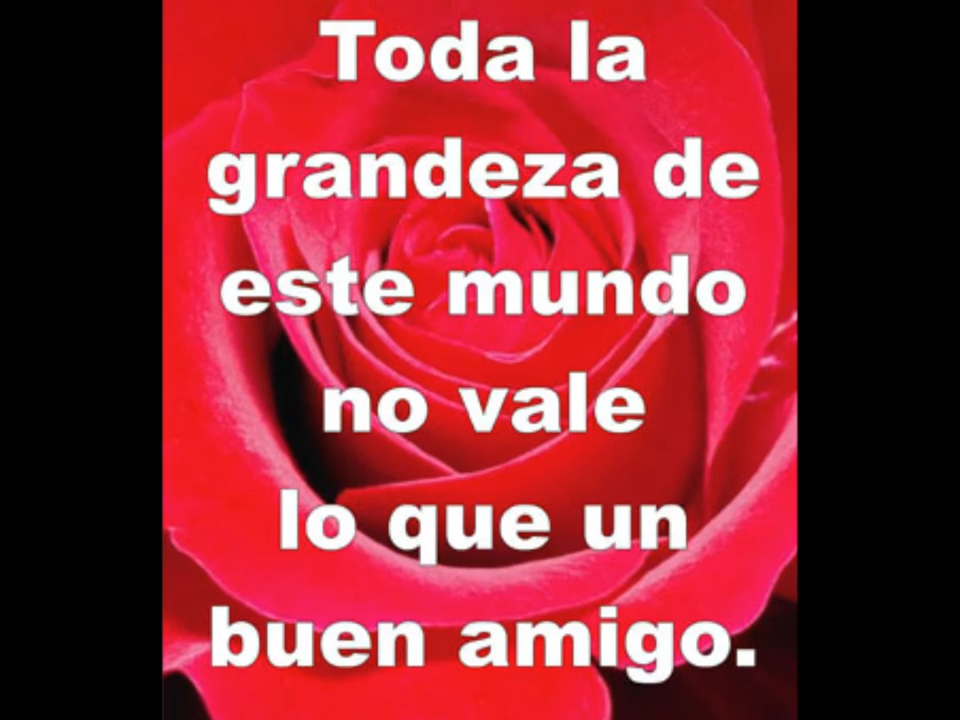 Toda la
grandeza de
este mundo
no vale
lo que un
buen amigo.